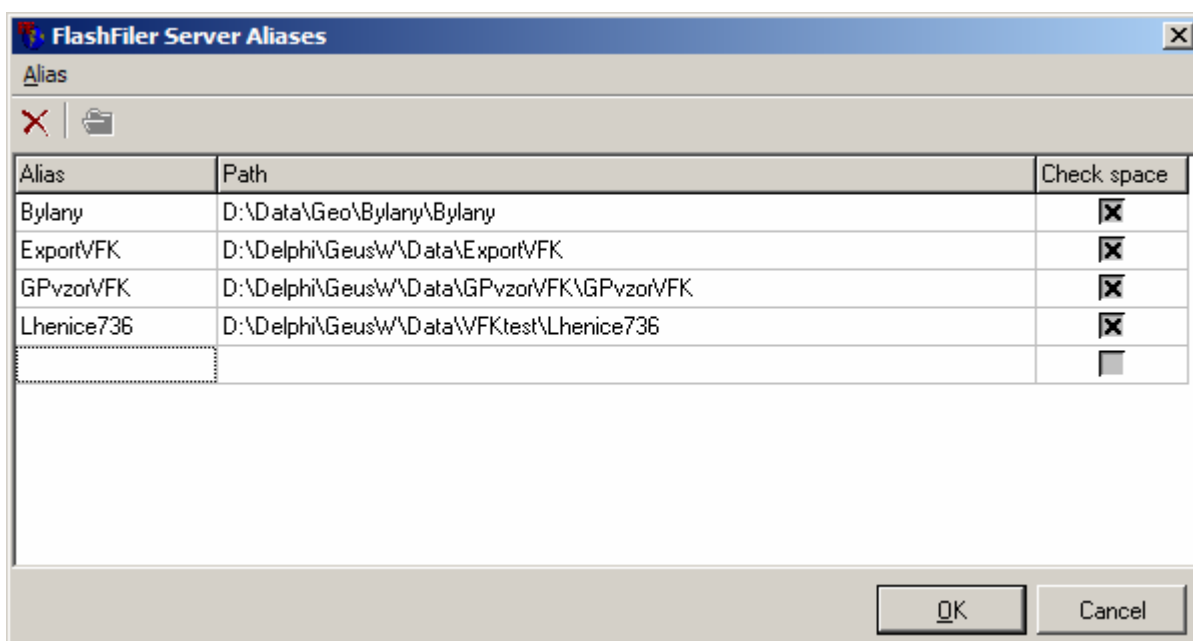 FlashFiler Server Aliases
Alias
Alias Path Check space
Bylany D:\Data\Geo\Bylany\Bylany
ExportVFK D:\Delphi\GeusW\Data\ExportVFK
GPvzorVFK D:\Delphi\GeusW\Data\GPvzorVFK\GPvzorVFK
Lhenice736 D:\Delphi\GeusW\Data\VFKtest\Lhenice736
OK Cancel